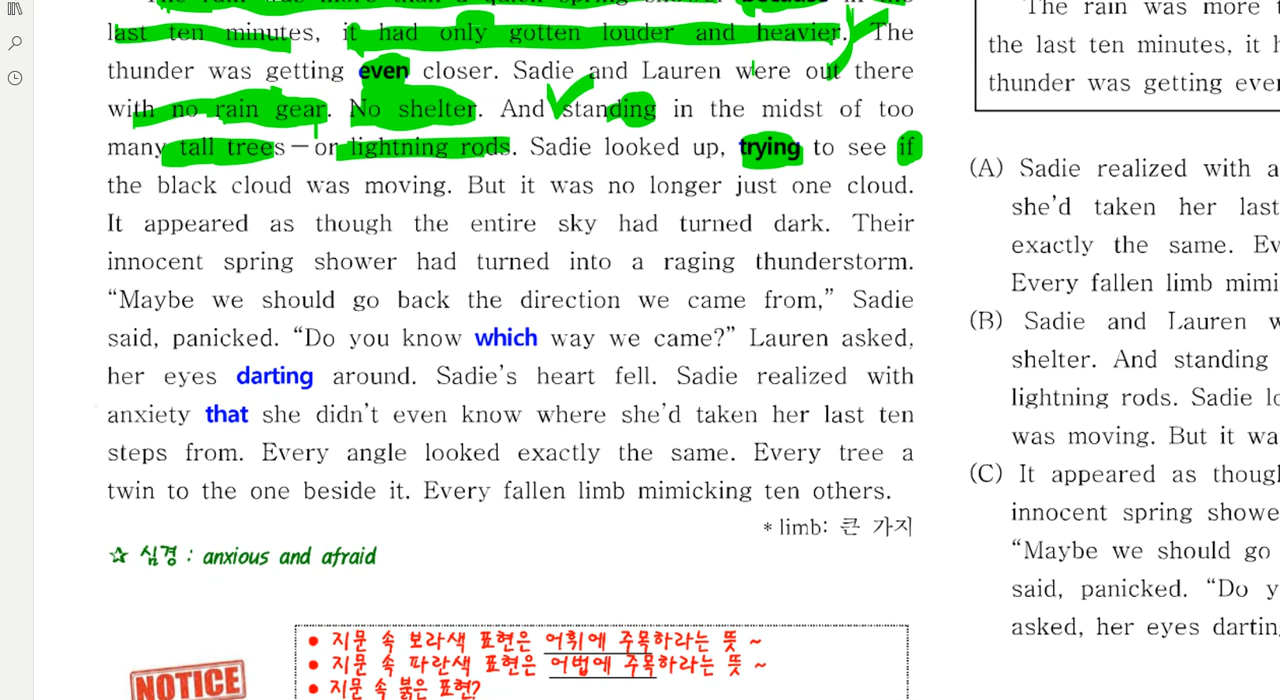 last ten minutes, it had only gotten louder and heavier. The
thunder was getting even closer. Sadie and Lauren were out there
with no rain gear. No shelter. And standing in the midst of too
many tall trees－or lightning rods. Sadie looked up, trying to see if
the black cloud was moving. But it was no longer just one cloud.
It appeared as though the entire sky had turned dark. Their
innocent spring shower had turned into a raging thunderstorm.
“Maybe we should go back the direction we came from,” Sadie
said, panicked. “Do you know which way we came?” Lauren asked,
her eyes darting around. Sadie’s heart fell. Sadie realized with
anxiety that she didn’t even know where she’d taken her last ten
steps from. Every angle looked exactly the same. Every tree a
twin to the one beside it. Every fallen limb mimicking ten others.
* limb: 큰 가지
☆ 심경 : anxious and afraid
NOTICE
● 지문 속 보라색 표현은 어휘에 주목하라는 뜻 ~
● 지문 속 파란색 표현은 어법에 주목하라는 뜻 ~
● 지문 속 붉은 표현?
The rain was more
the last ten minutes, it
thunder was getting
(A) Sadie realized with a
she’d taken her last
exactly the same.
Every fallen limb
(B) Sadie and Lauren
shelter. And standing
lightning rods. Sadie
was moving. But it
(C) It appeared as
innocent spring
“Maybe we should go
said, panicked. “Do
asked, her eyes